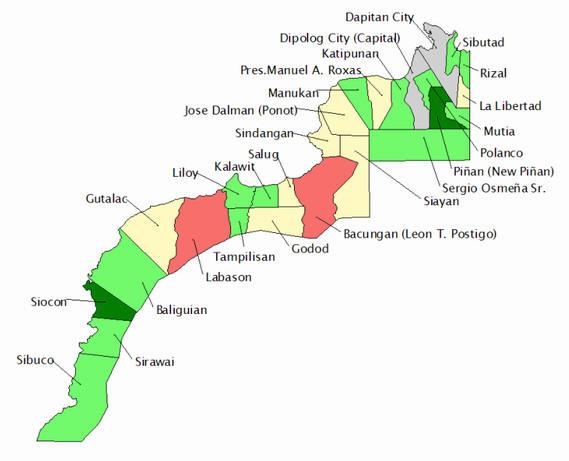 Dapitan City
Dipolog City (Capital)
Sibutad
Katipunan
Pres.Manuel A. Roxas
Rizal
Manukan
La Libertad
Jose Dalman (Ponot)
Mutia
Sindangan
Polanco
Salug
Piñan (New Piñan)
Kalawit
Liloy
Sergio Osmeña Sr.
Gutalac
Siayan
Bacungan (Leon T. Postigo)
Godod
Tampilisan
Labason
Siocon
Baliguian
Sibuco
Sirawai